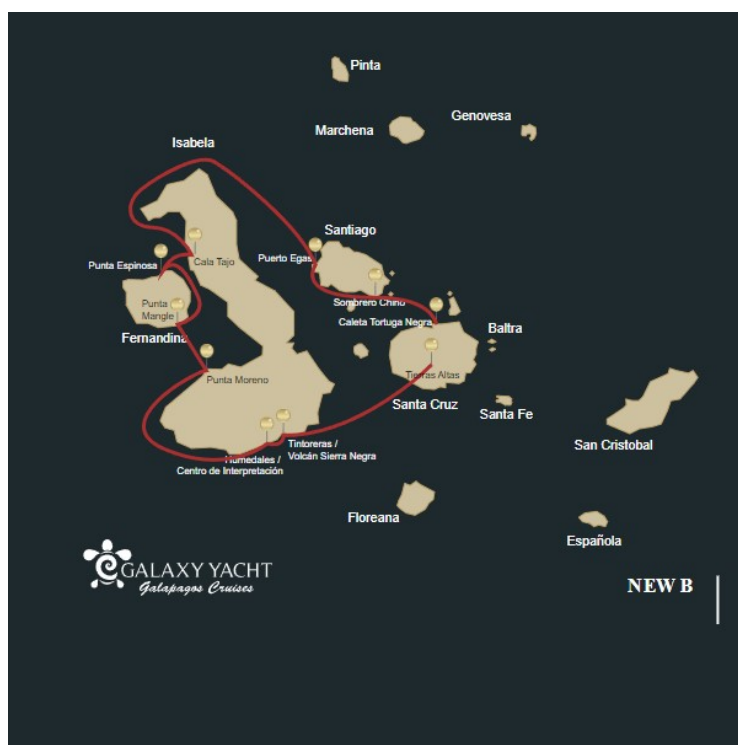 Pinta
Genovesa
Marchena
Isabela
Santiago
Puerto Egas
Punta Espinosa
Cala Tajo
Sombrero Chino
Punta
Mangle
Caleta Tortuga Negra
Baltra
Fernandina
Punta Moreno
Tierras Altas
Santa Cruz
Santa Fe
San Cristobal
Tintoreras /
Volcán Sierra Negra
Humedales /
Centro de Interpretación
Floreana
Española
GALAXY YACHT
Galapagos Cruises
NEW B